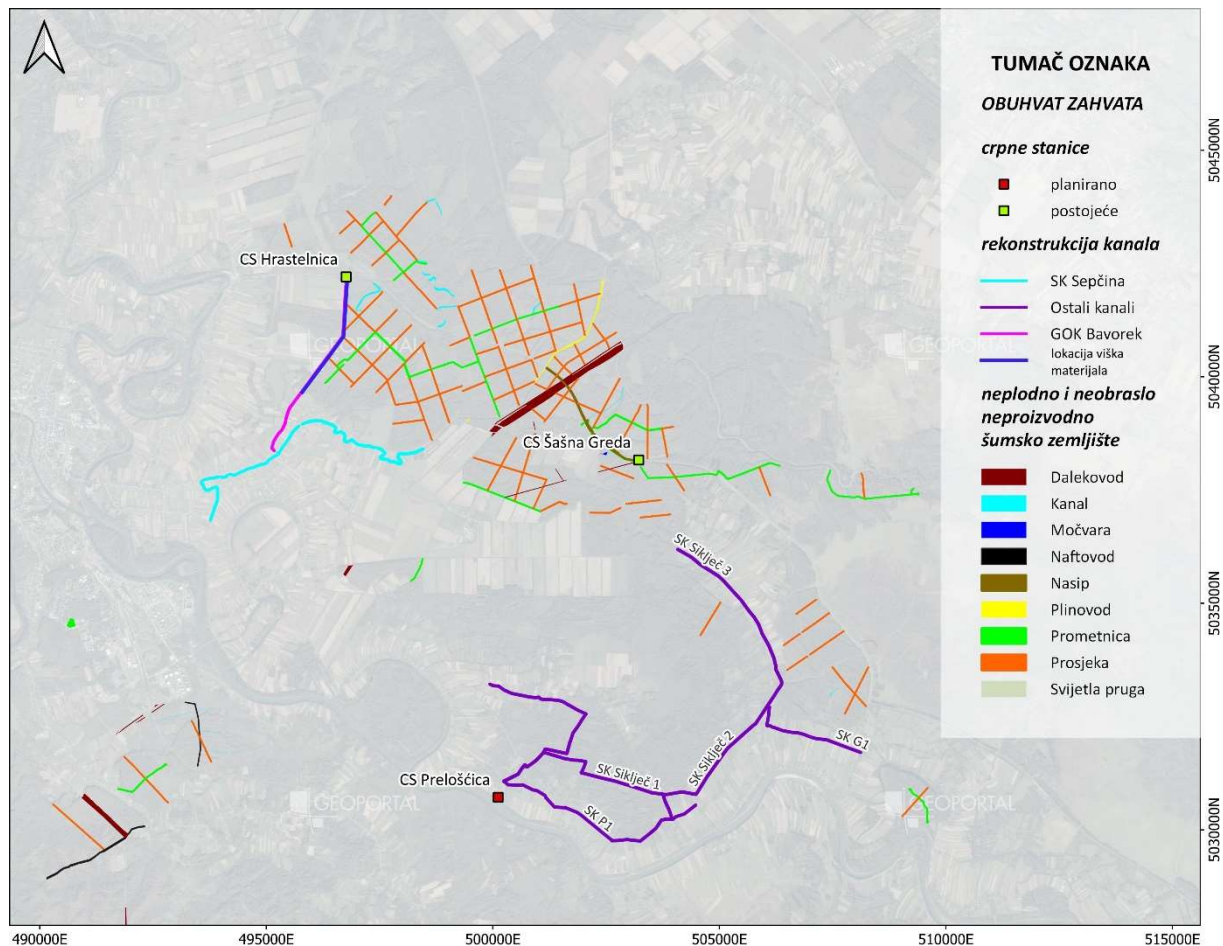 TUMAČ OZNAKA
OBUHVAT ZAHVATA
crpne stanice
planirano
postojeće
rekonstrukcija kanala
SK Sepčina
Ostali kanali
GOK Bavorek
lokacija viška
materijala
neplodno i neobraslo
neproizvodno
šumsko zemljište
Dalekovod
Kanal
Močvara
Naftovod
Nasip
Plinovod
Prometnica
Prosjeka
Svijetla pruga
CS Hrastelnica
GEOPORTAL
GEOPORTAL
CS Šašna Greda
SK Siklječ 3
SK Siklječ 2
SK G1
SK Siklječ 1
CS Prelošćica
SK P1
GEOPORTAL
GEOPORTAL
5045000N
5040000N
5035000N
5030000N
490000E
495000E
500000E
505000E
510000E
515000E